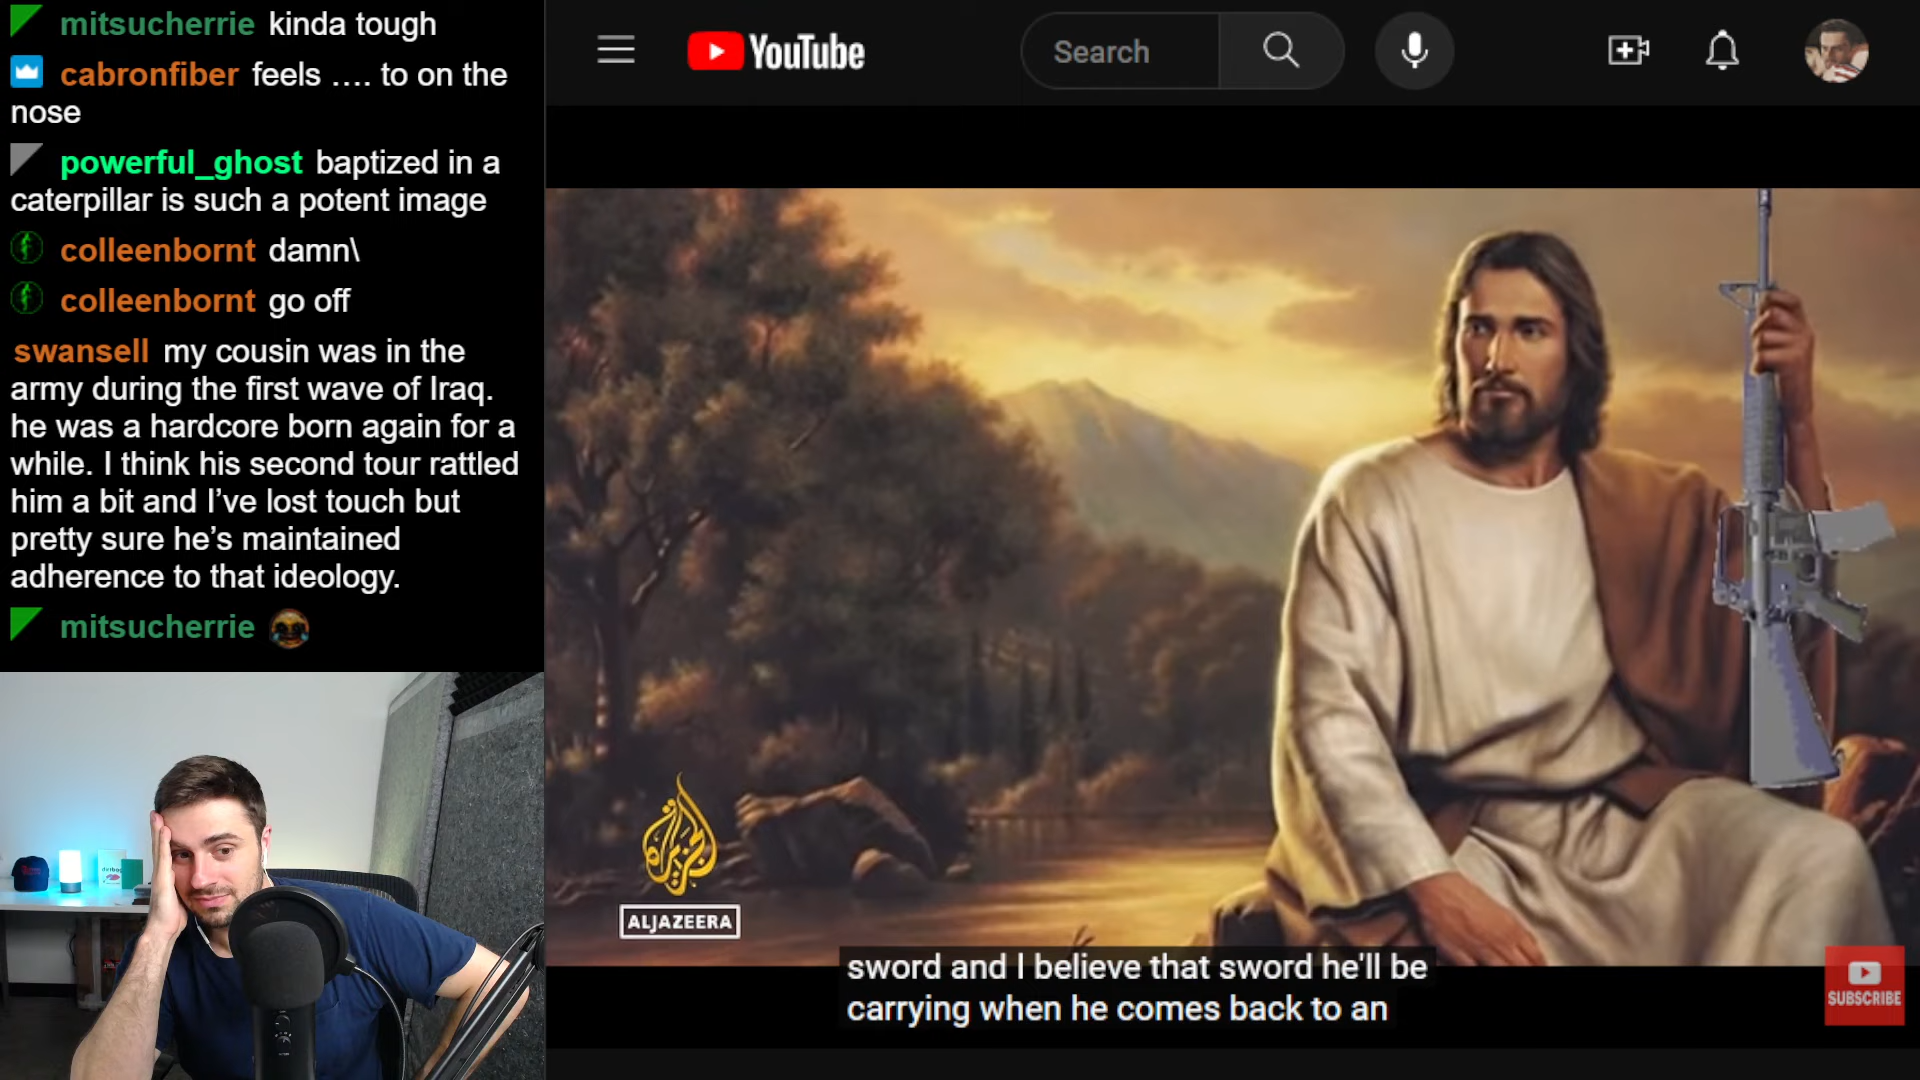 mitsucherrie kinda tough
cabronfiber feels .... to on the
nose
powerful_ghost baptized in a
caterpillar is such a potent image
colleenbornt damn\
colleenbornt go off
swansell my cousin was in the
army during the first wave of Iraq.
he was a hardcore born again for a
while. I think his second tour rattled
him a bit and I've lost touch but
pretty sure he's maintained
adherence to that ideology.
mitsucherrie
YouTube
Search
الجزيرة
ALJAZEERA
sword and I believe that sword he'll be
carrying when he comes back to an
SUBSCRIBE